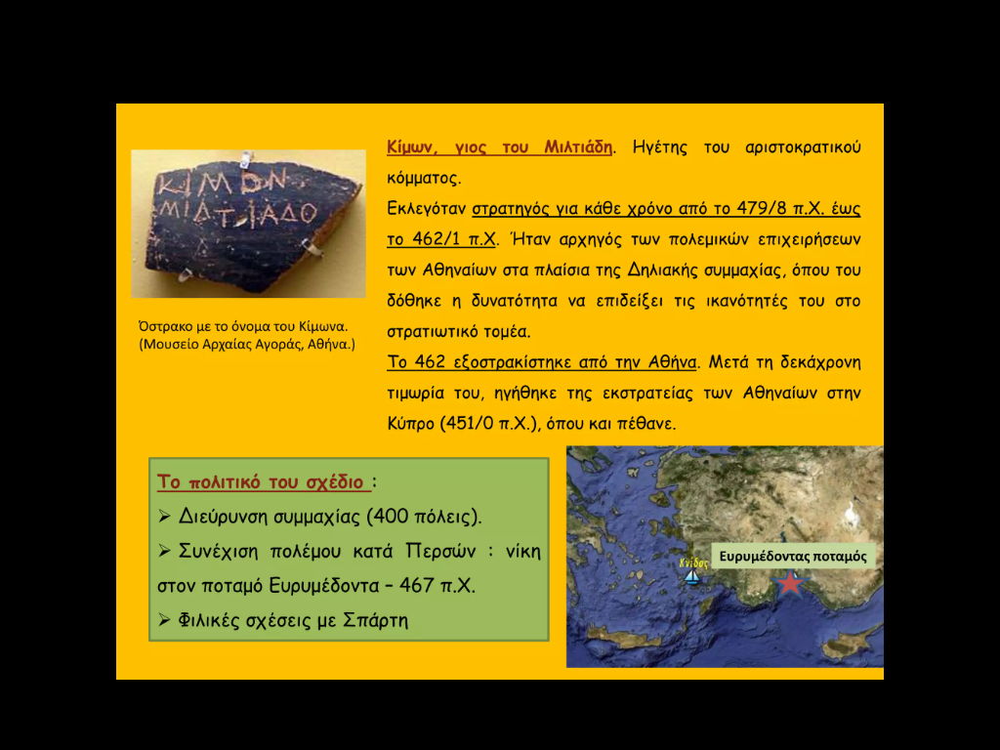 ΚΙΜΩΝ
ΜΙΛΤΙΑΔΟ
Όστρακο με το όνομα του Κίμωνα.
(Μουσείο Αρχαίας Αγοράς, Αθήνα.)
Κίμων, γιος του Μιλτιάδη. Ηγέτης του αριστοκρατικού
κόμματος.
Εκλεγόταν στρατηγός για κάθε χρόνο από το 479/8 π.Χ. έως
το 462/1 π.Χ. Ήταν αρχηγός των πολεμικών επιχειρήσεων
των Αθηναίων στα πλαίσια της Δηλιακής συμμαχίας, όπου του
δόθηκε η δυνατότητα να επιδείξει τις ικανότητές του στο
στρατιωτικό τομέα.
Το 462 εξοστρακίστηκε από την Αθήνα. Μετά τη δεκάχρονη
τιμωρία του, ηγήθηκε της εκστρατείας των Αθηναίων στην
Κύπρο (451/0 π.Χ.), όπου και πέθανε.
Το πολιτικό του σχέδιο :
➢ Διεύρυνση συμμαχίας (400 πόλεις).
➢ Συνέχιση πολέμου κατά Περσών : νίκη
στον ποταμό Ευρυμέδοντα – 467 π.Χ.
➢ Φιλικές σχέσεις με Σπάρτη
Ευρυμέδοντας ποταμός
Κνίδος